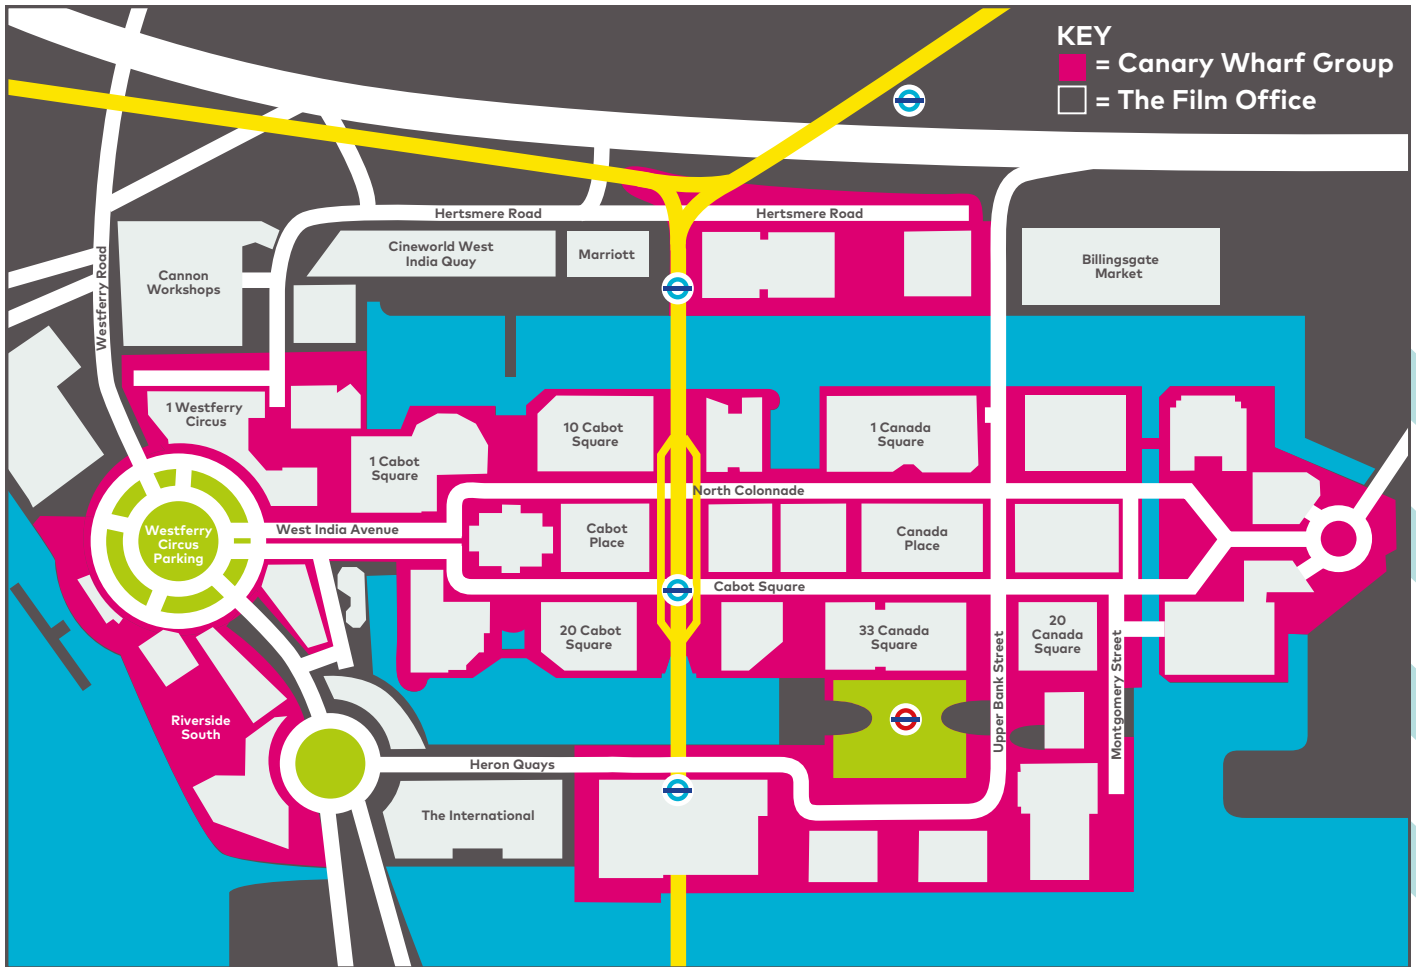 KEY
= Canary Wharf Group
= The Film Office
Hertsmere Road
Hertsmere Road
Cineworld West
India Quay
Marriott
Billingsgate
Market
Cannon
Workshops
Westferry Road
1 Westferry
Circus
10 Cabot
Square
1 Canada
Square
1 Cabot
Square
North Colonnade
West India Avenue
Westferry
Circus
Parking
Cabot
Place
Canada
Place
Cabot Square
20 Cabot
Square
33 Canada
Square
20
Canada
Square
Upper Bank Street
Montgomery Street
Riverside
South
Heron Quays
The International